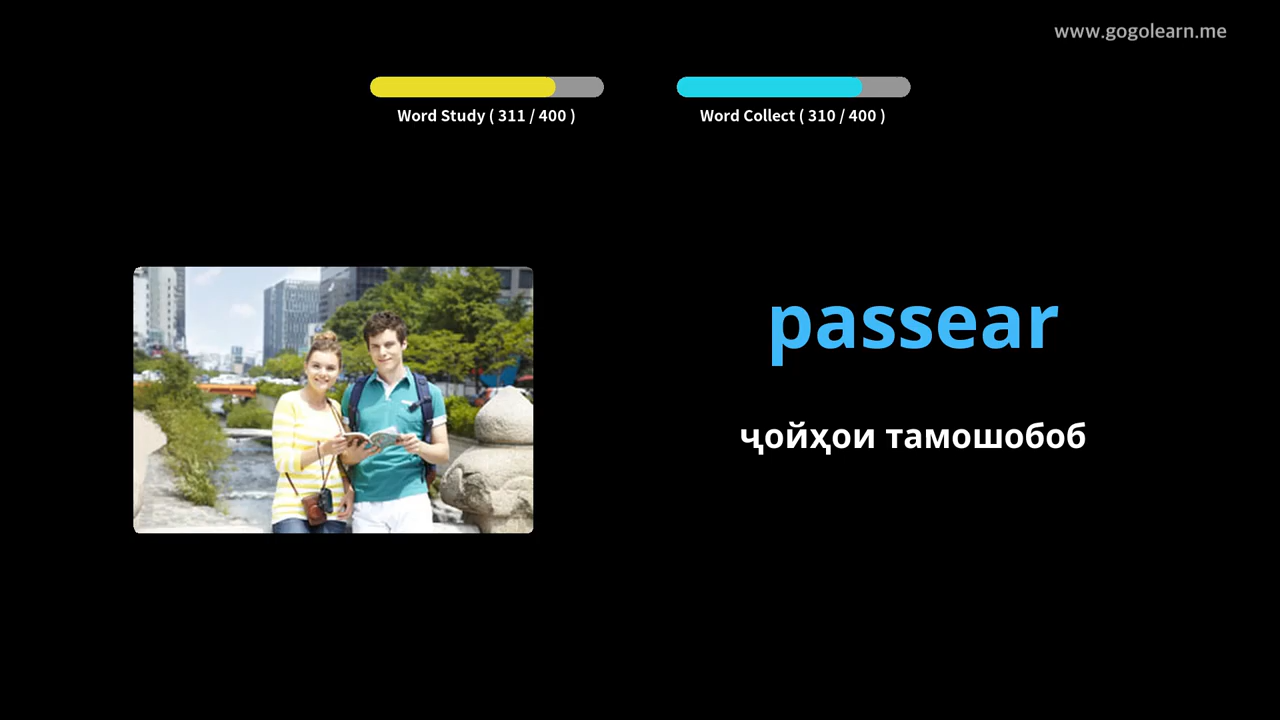 www.gogolearn.me
Word Study ( 311 / 400 )
Word Collect ( 310 / 400 )
passear
ҷойҳои тамошобоб